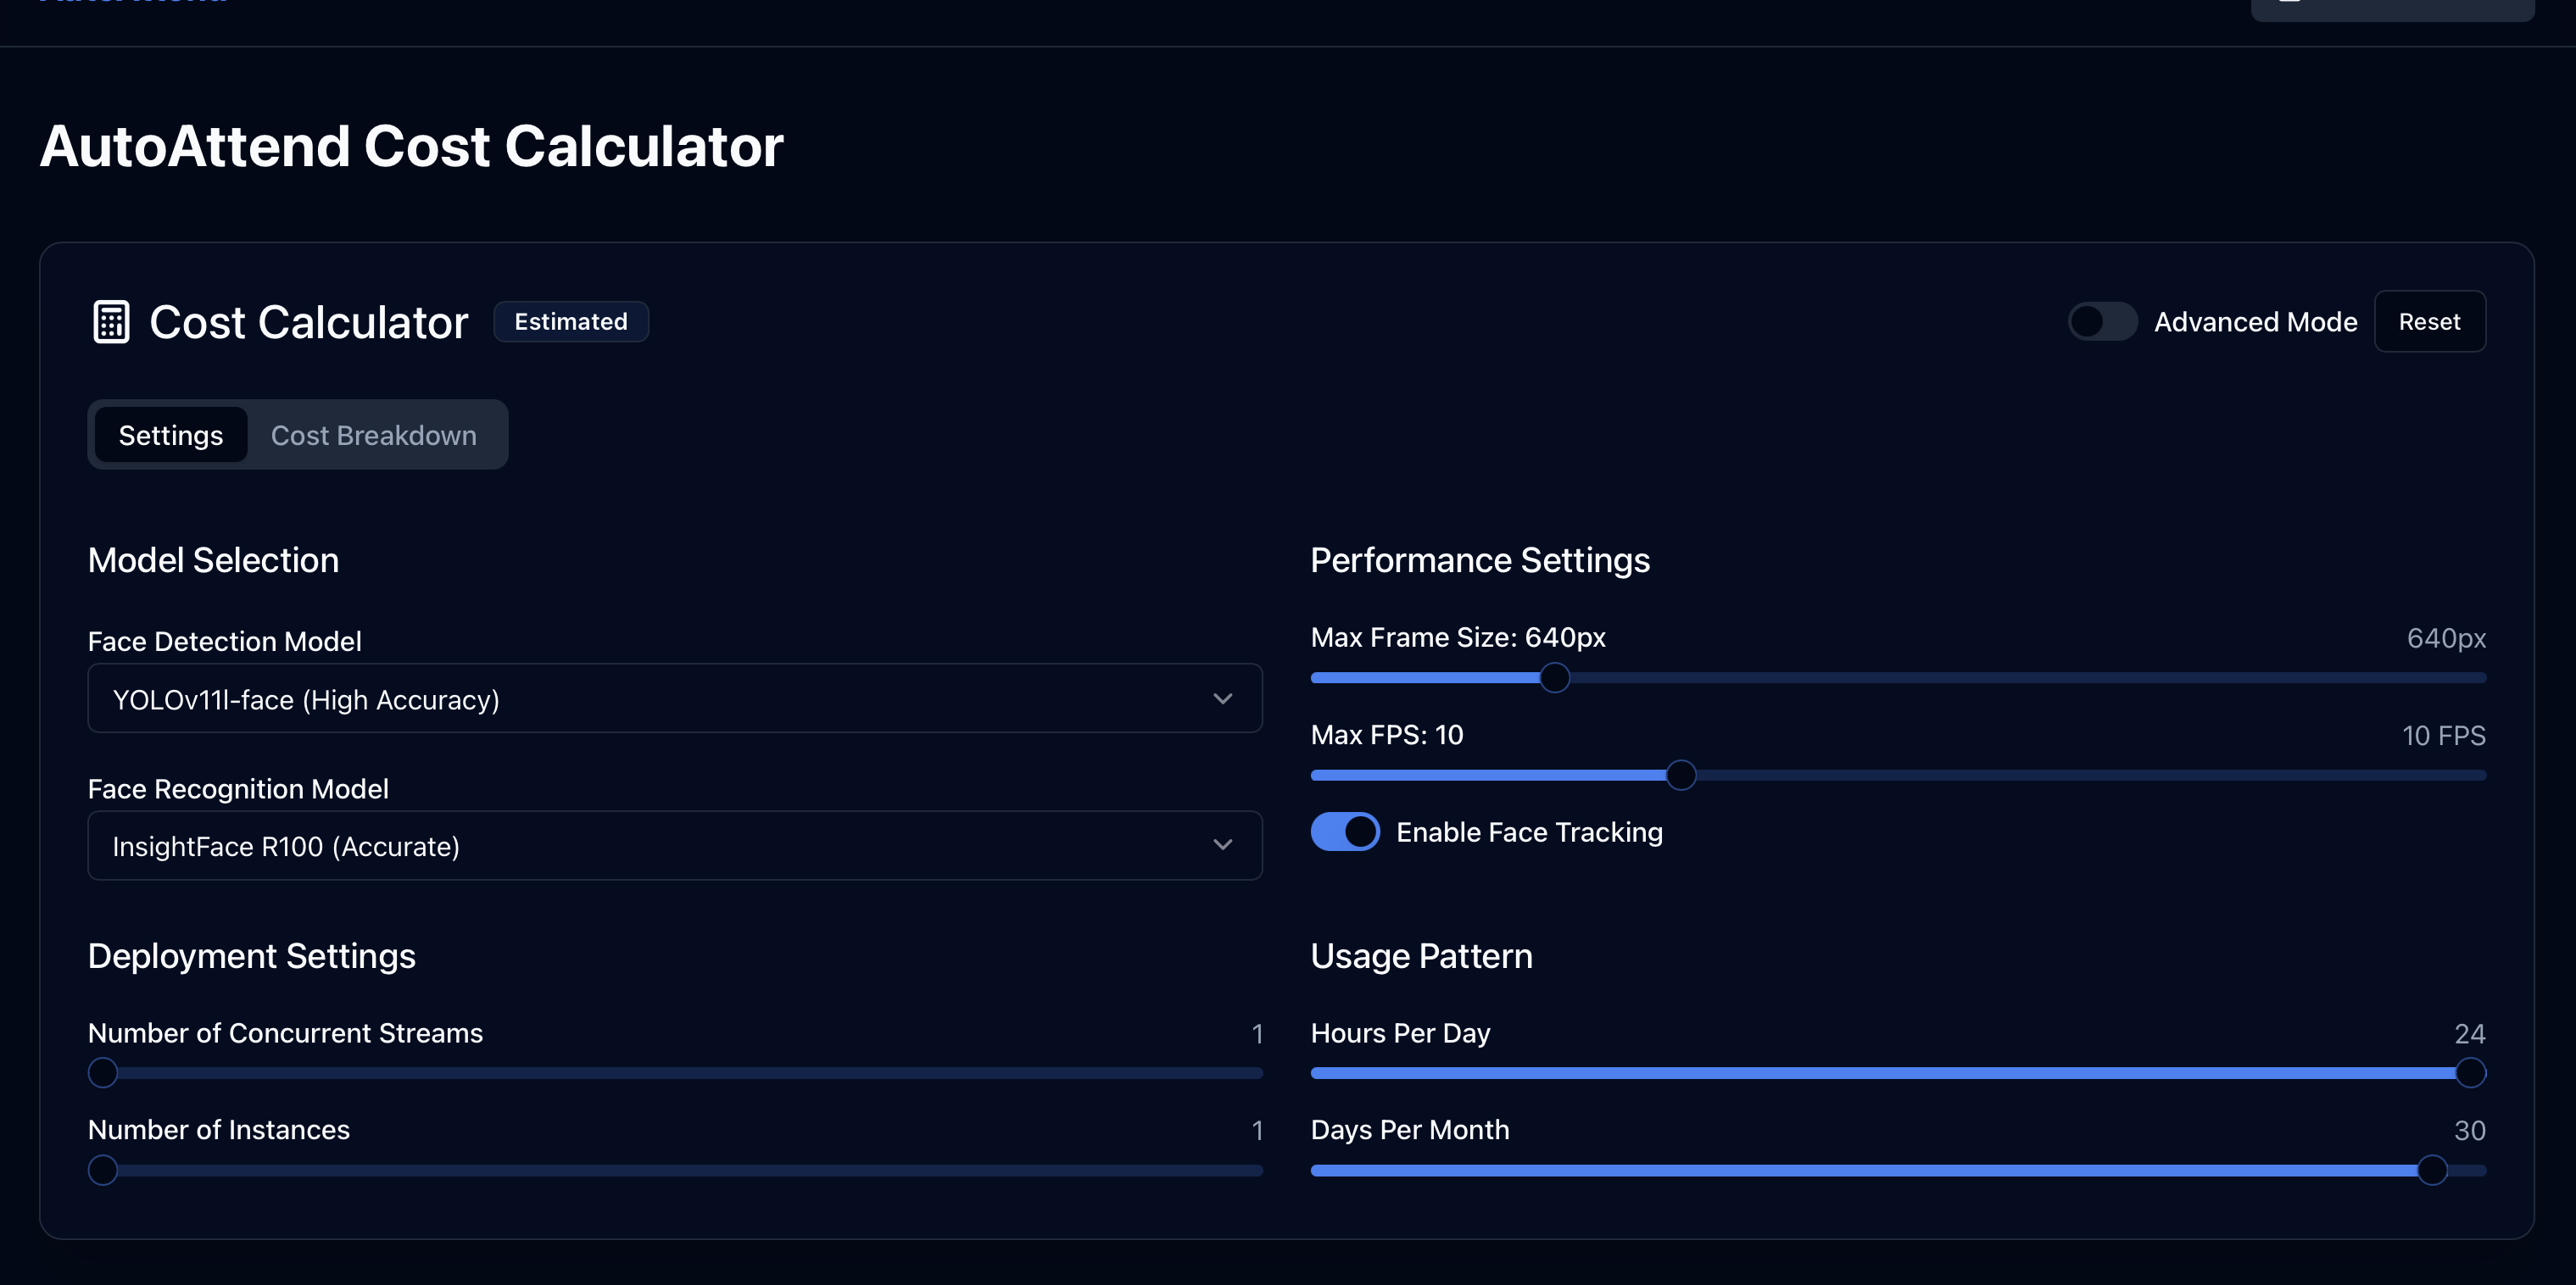 AutoAttend Cost Calculator
Cost Calculator
Estimated
Advanced Mode
Reset
Settings
Cost Breakdown
Model Selection
Face Detection Model
YOLOv11l-face (High Accuracy)
Face Recognition Model
InsightFace R100 (Accurate)
Performance Settings
Max Frame Size: 640px
640px
Max FPS: 10
10 FPS
Enable Face Tracking
Deployment Settings
Number of Concurrent Streams
1
Number of Instances
1
Usage Pattern
Hours Per Day
24
Days Per Month
30